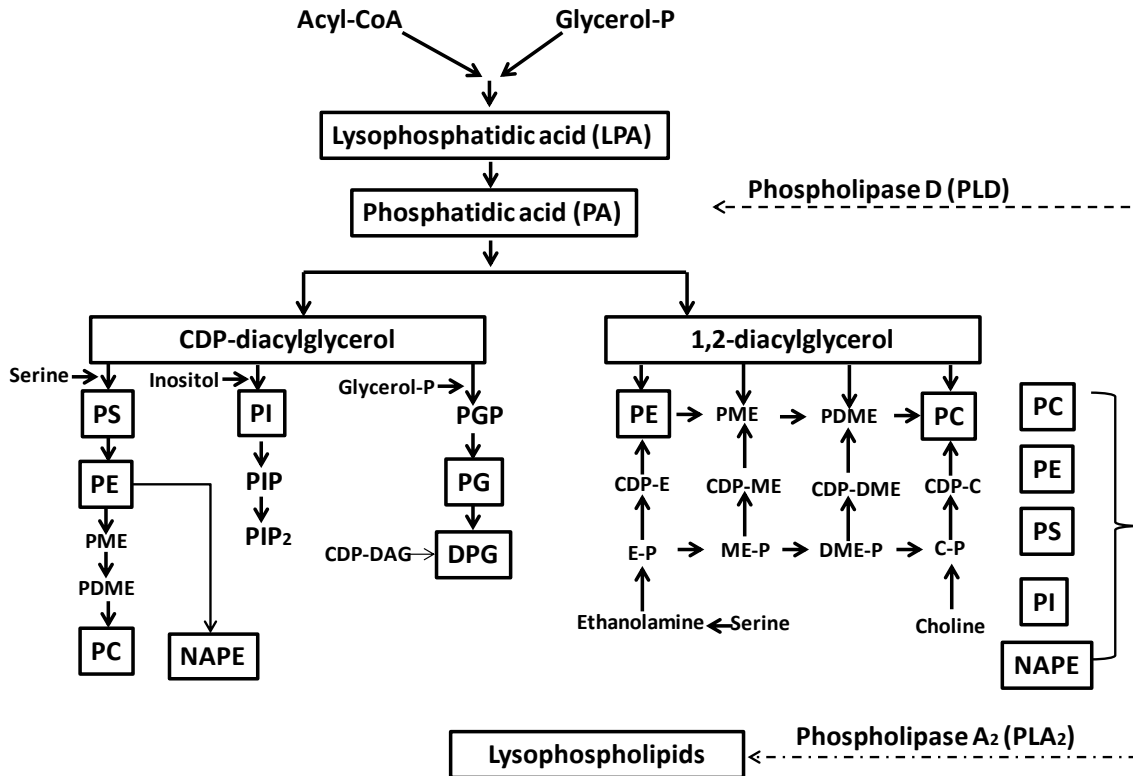 Acyl-CoA Glycerol-P
Lysophosphatidic acid (LPA)
Phospholipase D (PLD)
Phosphatidic acid (PA)
CDP-diacylglycerol
1,2-diacylglycerol
Serine
Inositol
Glycerol-P
PS
PI
PGP
PE
PME
PDME
PC
PC
PE
PIP
PG
CDP-E
CDP-ME
CDP-DME
CDP-C
PE
PME
PIP₂
CDP-DAG
DPG
E-P
ME-P
DME-P
C-P
PS
PDME
PI
Ethanolamine
Serine
Choline
PC
NAPE
NAPE
Lysophospholipids
Phospholipase A₂ (PLA₂)